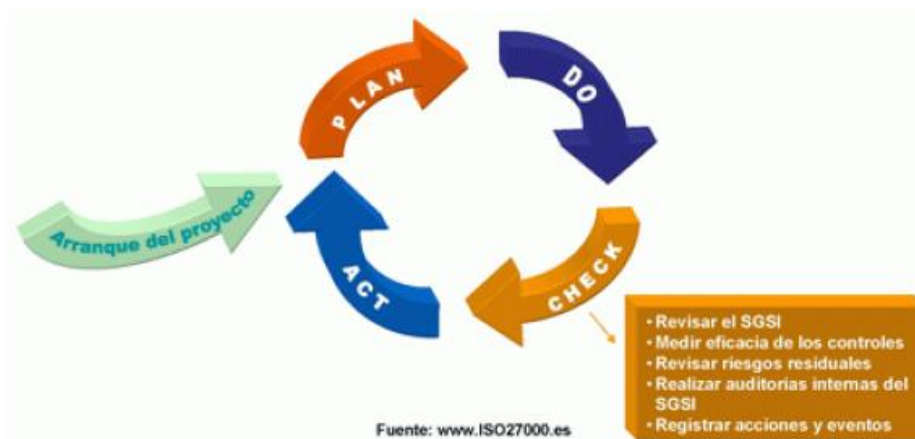 PLAN
DO
Arranque del proyecto
ACT
CHECK
• Revisar el SGSI
• Medir eficacia de los controles
• Revisar riesgos residuales
• Realizar auditorías internas del
SGSI
• Registrar acciones y eventos
Fuente: www.ISO27000.es